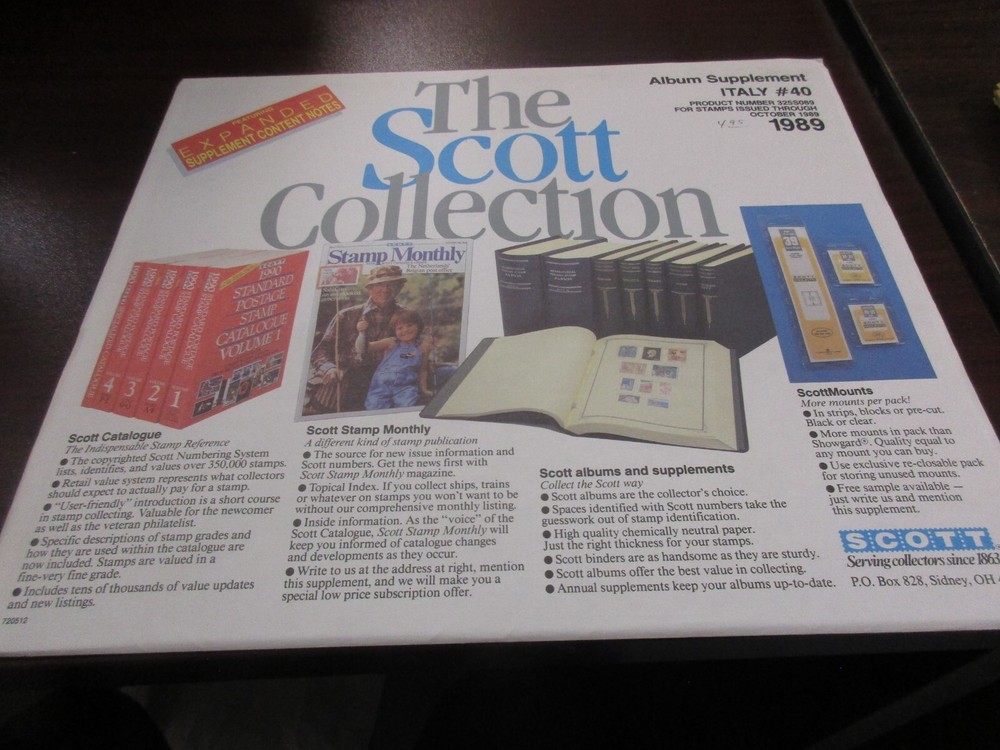 FEATURING
EXPANDED
SUPPLEMENT CONTENT NOTES
The
Scott
Collection
Album Supplement
ITALY #40
PRODUCT NUMBER 325S089
FOR STAMPS ISSUED THROUGH
OCTOBER 1989
4.95
1989
1990
STANDARD
POSTAGE
STAMP
CATALOGUE
VOLUME 1
4
3
2
1
Stamp Monthly
39
Scott Catalogue
The Indispensable Stamp Reference
● The copyrighted Scott Numbering System
lists, identifies, and values over 350,000 stamps.
● Retail value system represents what collectors
should expect to actually pay for a stamp.
● “User-friendly” introduction is a short course
in stamp collecting. Valuable for the newcomer
as well as the veteran philatelist.
● Specific descriptions of stamp grades and
how they are used within the catalogue are
now included. Stamps are valued in a
fine-very fine grade.
● Includes tens of thousands of value updates
and new listings.
720512
Scott Stamp Monthly
A different kind of stamp publication
● The source for new issue information and
Scott numbers. Get the news first with
Scott Stamp Monthly magazine.
● Topical Index. If you collect ships, trains
or whatever on stamps you won't want to be
without our comprehensive monthly listing.
● Inside information. As the “voice” of the
Scott Catalogue, Scott Stamp Monthly will
keep you informed of catalogue changes
and developments as they occur.
● Write to us at the address at right, mention
this supplement, and we will make you a
special low price subscription offer.
Scott albums and supplements
Collect the Scott way
● Scott albums are the collector's choice.
● Spaces identified with Scott numbers take the
guesswork out of stamp identification.
● High quality chemically neutral paper.
Just the right thickness for your stamps.
● Scott binders are as handsome as they are sturdy.
● Scott albums offer the best value in collecting.
● Annual supplements keep your albums up-to-date.
ScottMounts
More mounts per pack!
● In strips, blocks or pre-cut.
Black or clear.
● More mounts in pack than
Showgard®. Quality equal to
any mount you can buy.
● Use exclusive re-closable pack
for storing unused mounts.
● Free sample available —
just write us and mention
this supplement.
SCOTT
Serving collectors since 1863
P.O. Box 828, Sidney, OH